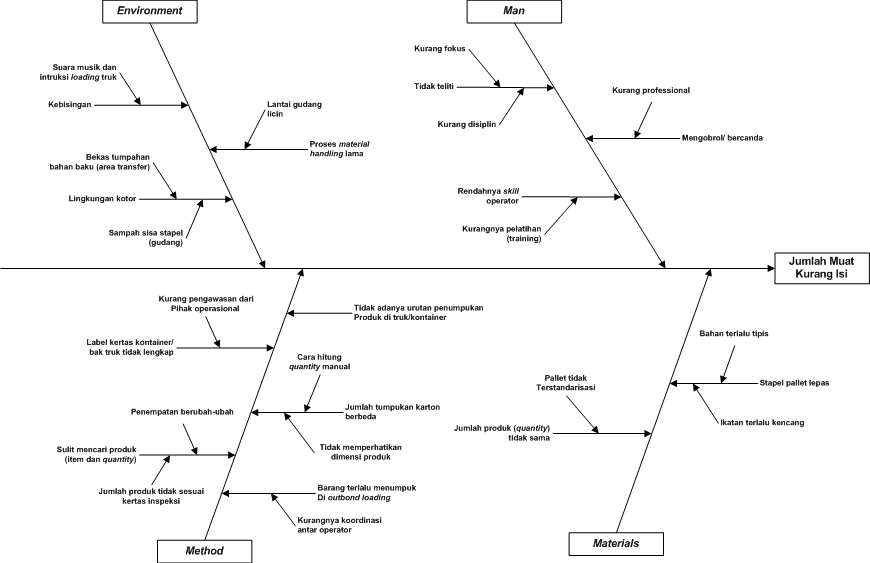 Environment
Man
Suara musik dan
intruksi loading truk
Kebisingan
Lantai gudang
licin
Proses material
handling lama
Bekas tumpahan
bahan baku (area transfer)
Lingkungan kotor
Sampah sisa stapel
(gudang)
Kurang fokus
Tidak teliti
Kurang disiplin
Kurang professional
Mengobrol/ bercanda
Rendahnya skill
operator
Kurangnya pelatihan
(training)
Jumlah Muat
Kurang Isi
Kurang pengawasan dari
Pihak operasional
Label kertas kontainer/
bak truk tidak lengkap
Tidak adanya urutan penumpukan
Produk di truk/kontainer
Cara hitung
quantity manual
Jumlah tumpukan karton
berbeda
Tidak memperhatikan
dimensi produk
Penempatan berubah-ubah
Sulit mencari produk
(item dan quantity)
Jumlah produk tidak sesuai
kertas inspeksi
Barang terlalu menumpuk
Di outbond loading
Kurangnya koordinasi
antar operator
Bahan terlalu tipis
Stapel pallet lepas
Ikatan terlalu kencang
Pallet tidak
Terstandarisasi
Jumlah produk (quantity)
tidak sama
Method
Materials